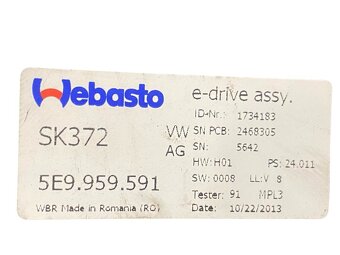 Webasto
e-drive assy.
ID-Nr.: 1734183
SK372
VW AG
SN PCB: 2468305
SN: 5642
HW: H01 PS: 24.011
5E9.959.591
SW: 0008 LL: V 8
Tester: 91 MPL3
WBR Made in Romania (RO)
Date: 10/22/2013